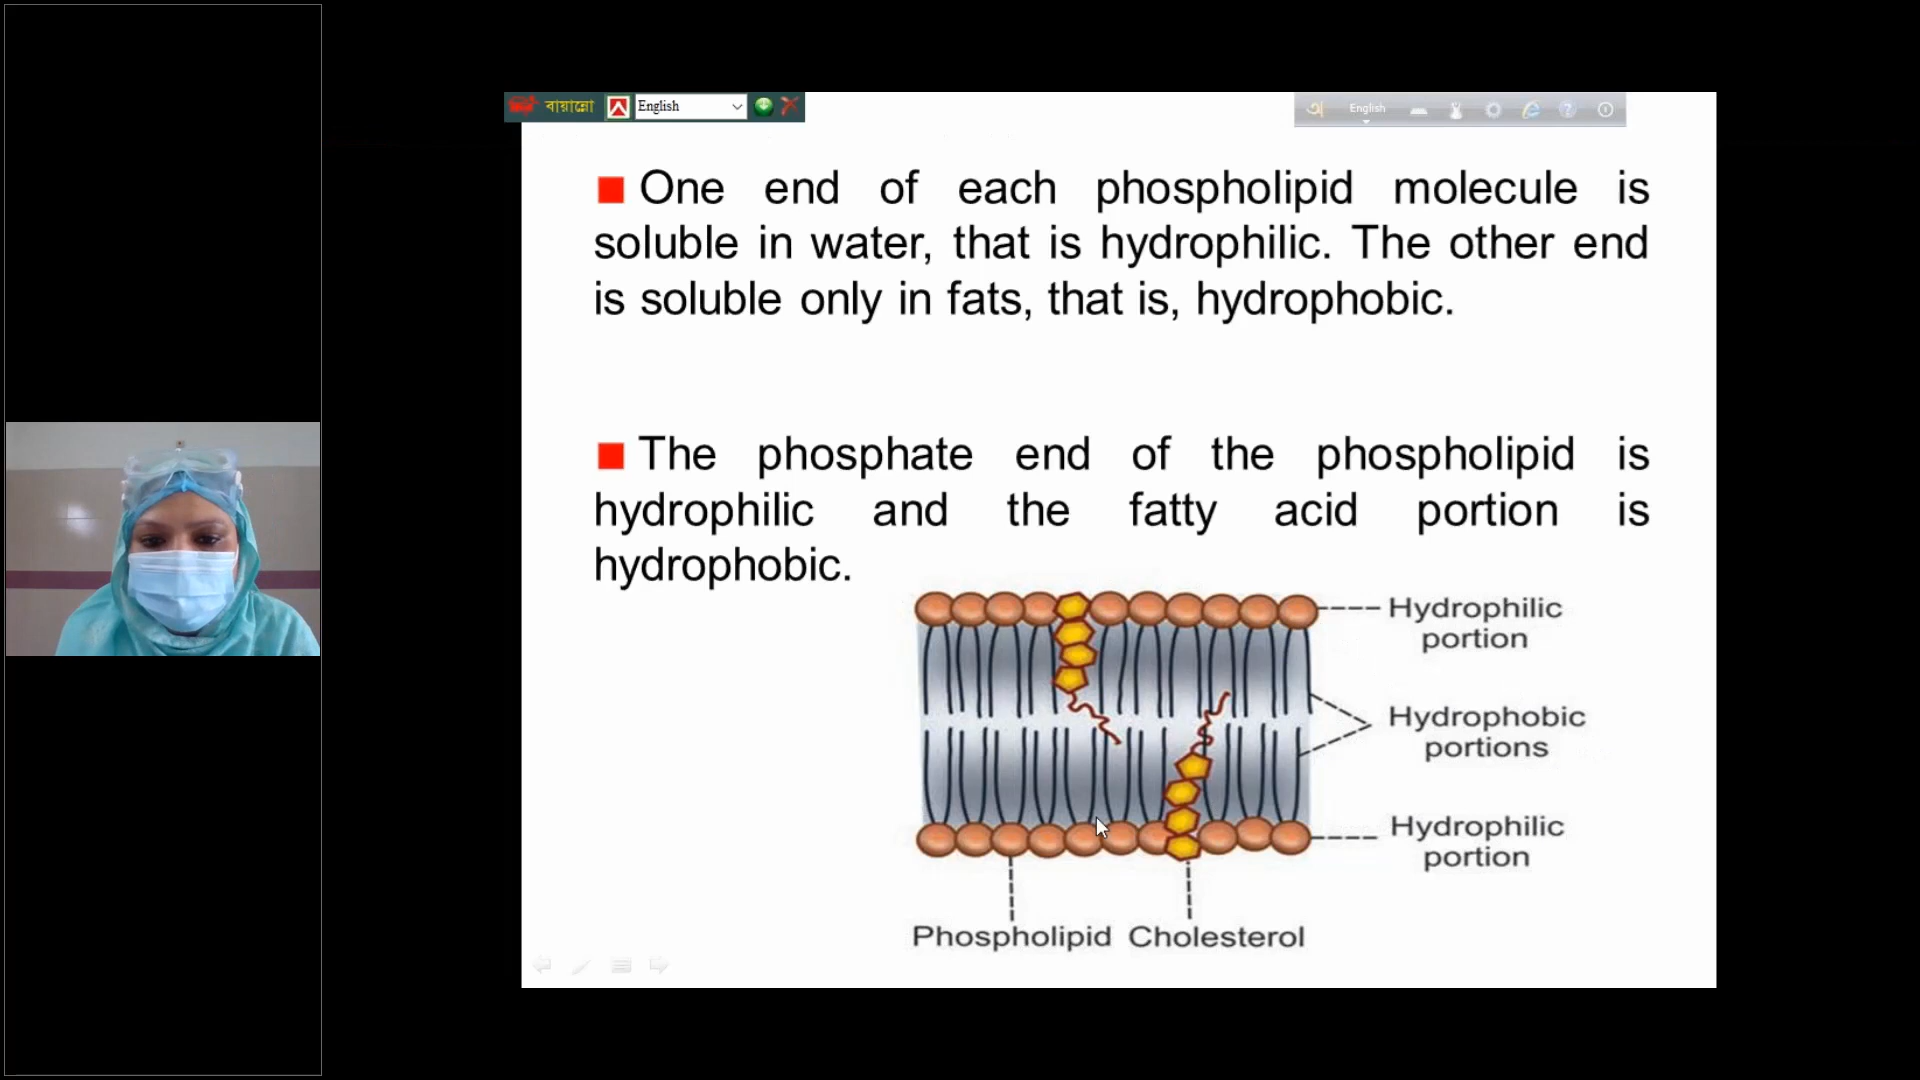 বায়ান্নো English
অ English
One end of each phospholipid molecule is
soluble in water, that is hydrophilic. The other end
is soluble only in fats, that is, hydrophobic.
The phosphate end of the phospholipid is
hydrophilic and the fatty acid portion is
hydrophobic.
Hydrophilic
portion
Hydrophobic
portions
Hydrophilic
portion
Phospholipid Cholesterol